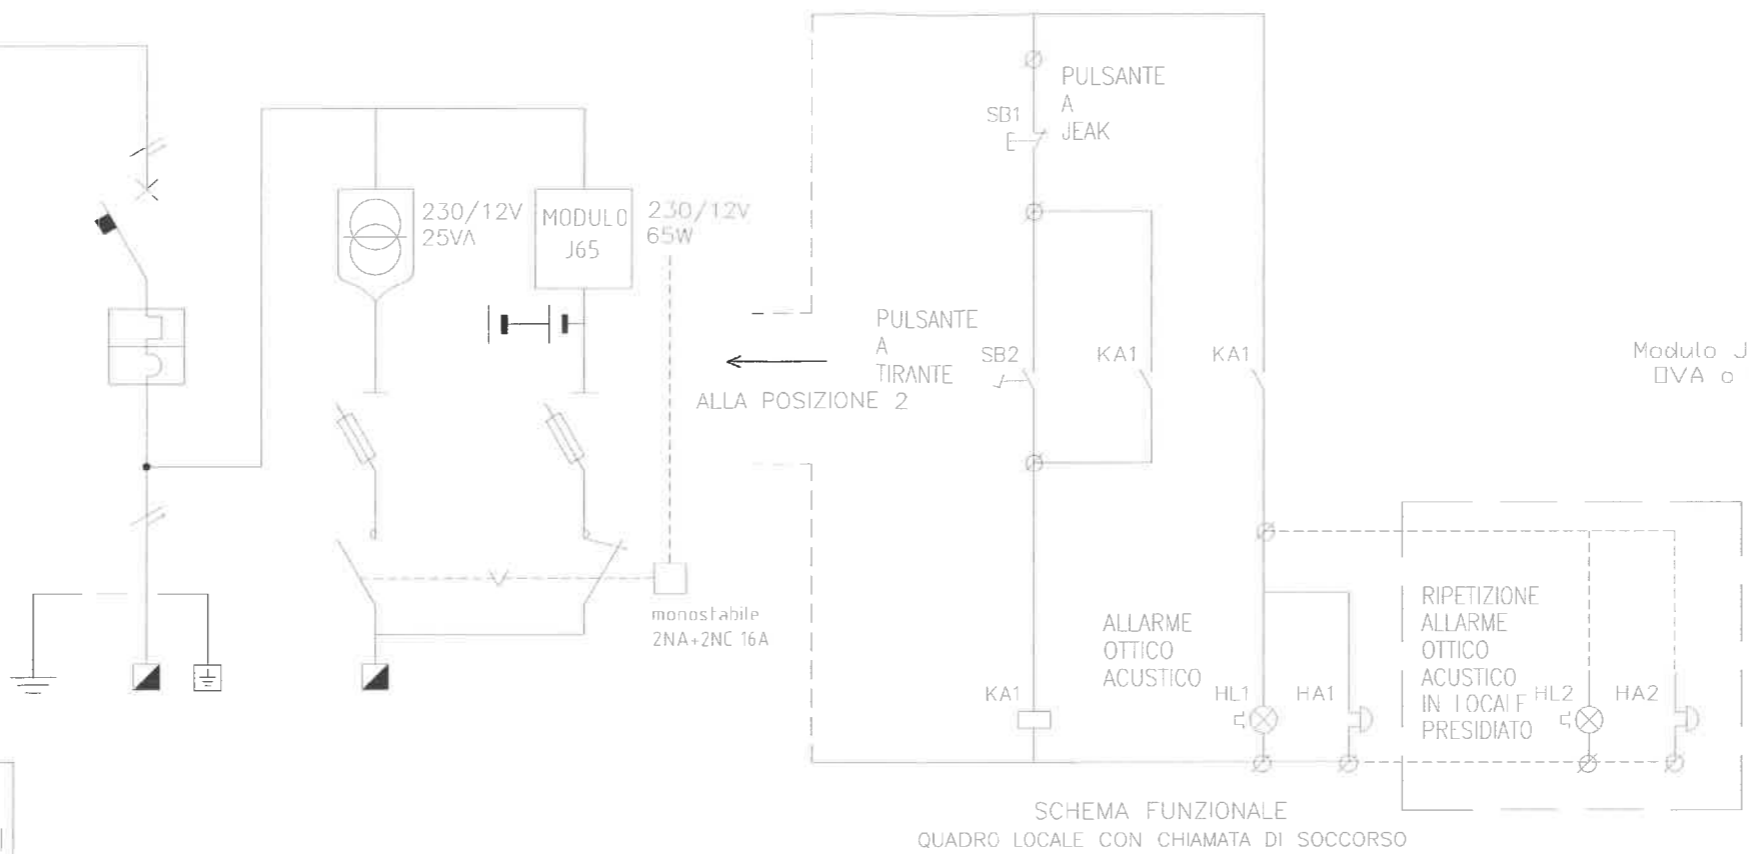 230/12V
25VA
MODULO
J65
230/12V
65W
monostabile
2NA+2NC 16A
ALLA POSIZIONE 2
PULSANTE
A
JEAK
SB1
PULSANTE
A
TIRANTE
SB2
KA1
KA1
KA1
ALLARME
OTTICO
ACUSTICO
HL1
HA1
RIPETIZIONE
ALLARME
OTTICO
ACUSTICO
IN LOCALE
PRESIDIATO
HL2
HA2
Modulo J
OVA o
SCHEMA FUNZIONALE
QUADRO LOCALE CON CHIAMATA DI SOCCORSO